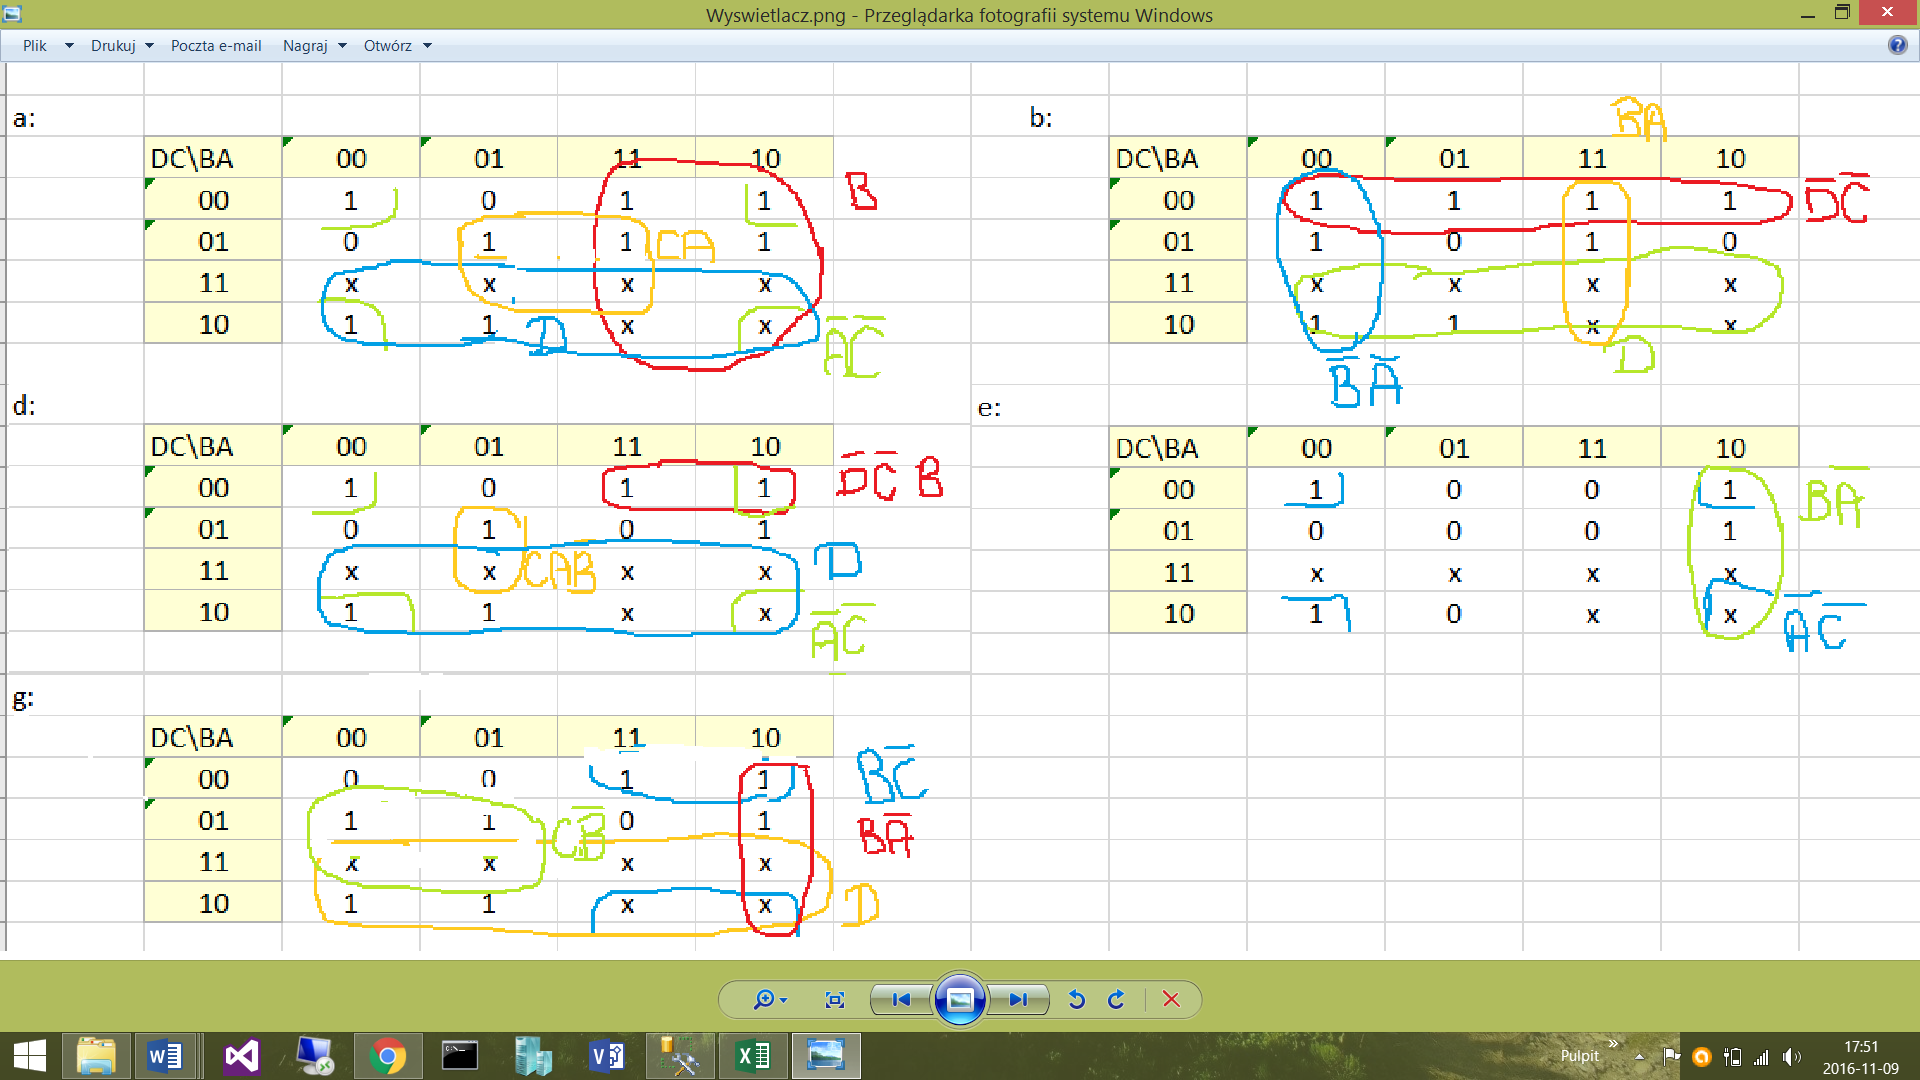 Wyswietlacz.png - Przeglądarka fotografii systemu Windows
Plik Drukuj Poczta e-mail Nagraj Otwórz
a:
DC\BA 00 01 11 10
00 1 0 1 1 B
01 0 1 1 CA 1
11 x x x x
10 1 1 D x x A̅C̅
b:
B̅A̅
DC\BA 00 01 11 10
00 1 1 1 1 D̅C̅
01 1 0 1 0
11 x x x x
10 1 1 x x
D
B̅ A̅
d:
DC\BA 00 01 11 10
00 1 0 1 1 D̅C̅ B
01 0 1 0 1
11 x x CAB x x D
10 1 1 x x
A̅C̅
e:
DC\BA 00 01 11 10
00 1 0 0 1 BA̅
01 0 0 0 1
11 x x x x
10 1 0 x x A̅C̅
g:
DC\BA 00 01 11 10
00 0 0 1 1 BC̅
01 1 1 CB̅ 0 1 BA̅
11 x x x x
10 1 1 x x D
Pulpit
17:51
2016-11-09